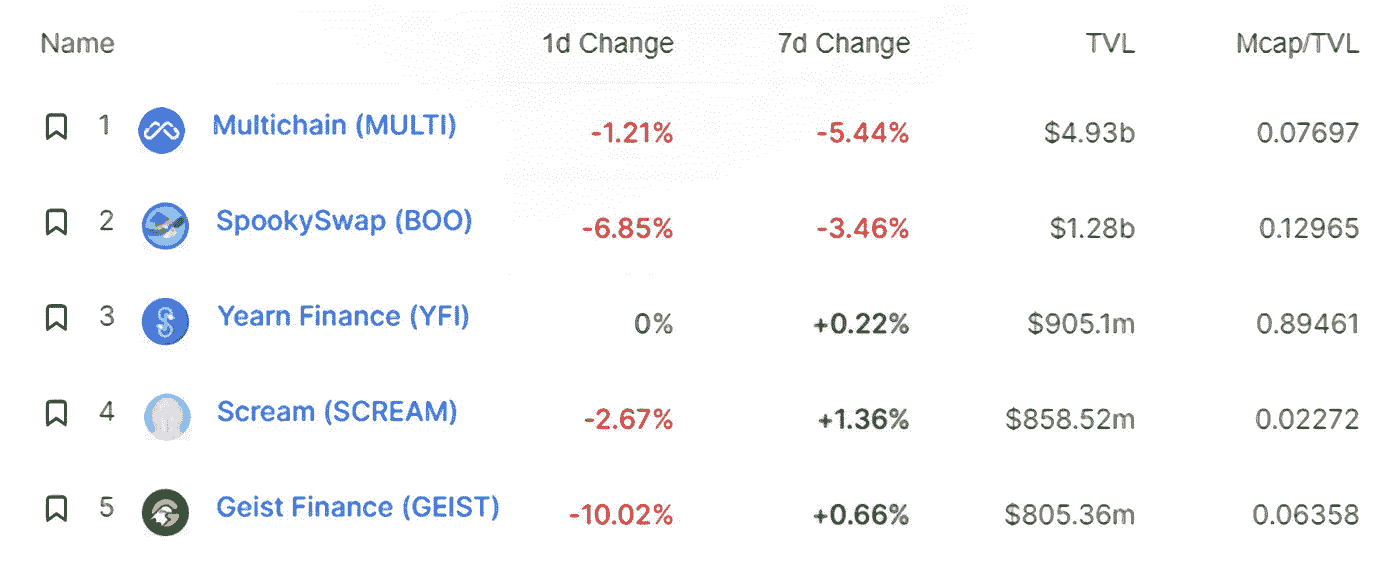 Name 1d Change 7d Change TVL Mcap/TVL
1 Multichain (MULTI) -1.21% -5.44% $4.93b 0.07697
2 SpookySwap (BOO) -6.85% -3.46% $1.28b 0.12965
3 Yearn Finance (YFI) 0% +0.22% $905.1m 0.89461
4 Scream (SCREAM) -2.67% +1.36% $858.52m 0.02272
5 Geist Finance (GEIST) -10.02% +0.66% $805.36m 0.06358